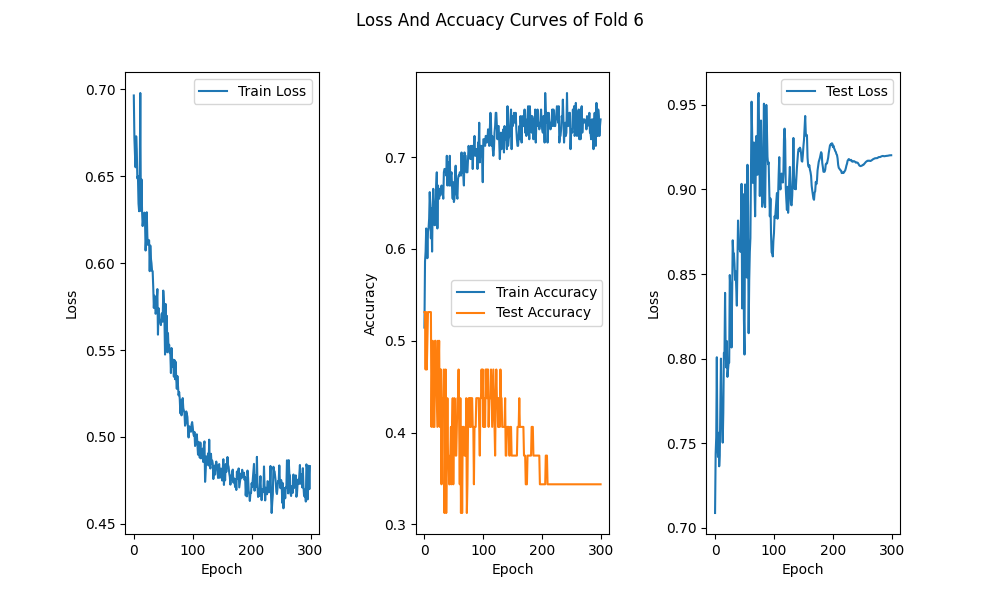 Loss And Accuacy Curves of Fold 6
Train Loss
0.70
0.65
0.60
0.55
0.50
0.45
Loss
0
100
200
300
Epoch
Train Accuracy
Test Accuracy
0.7
0.6
0.5
0.4
0.3
Accuracy
0
100
200
300
Epoch
Test Loss
0.95
0.90
0.85
0.80
0.75
0.70
Loss
0
100
200
300
Epoch